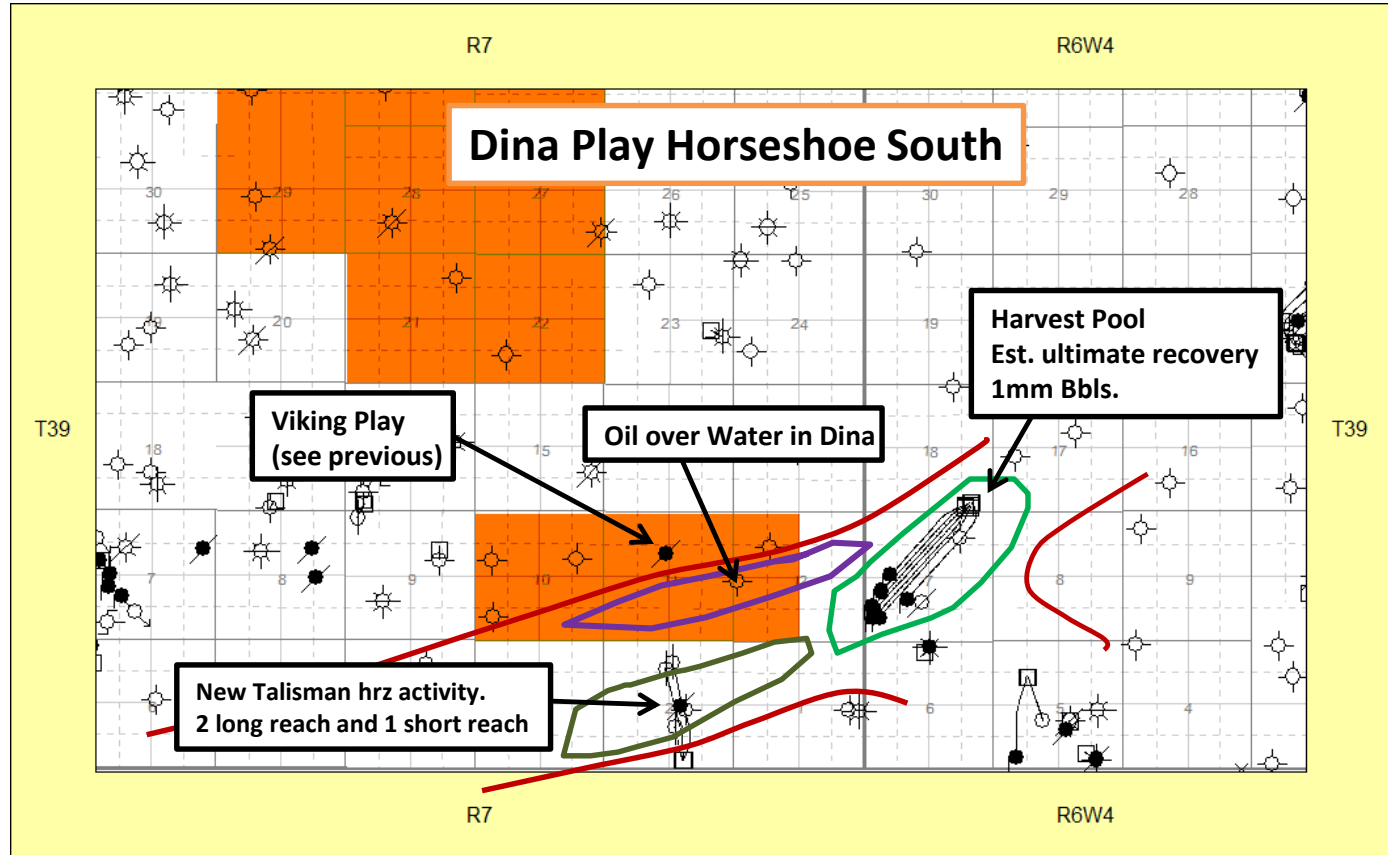 R7
R6W4
Dina Play Horseshoe South
30
29
28
27
26
25
30
29
28
19
20
21
22
23
24
19
Harvest Pool
Est. ultimate recovery
1mm Bbls.
T39
T39
Viking Play
(see previous)
Oil over Water in Dina
18
15
18
17
16
7
8
9
10
7
8
9
New Talisman hrz activity.
2 long reach and 1 short reach
6
5
4
R7
R6W4